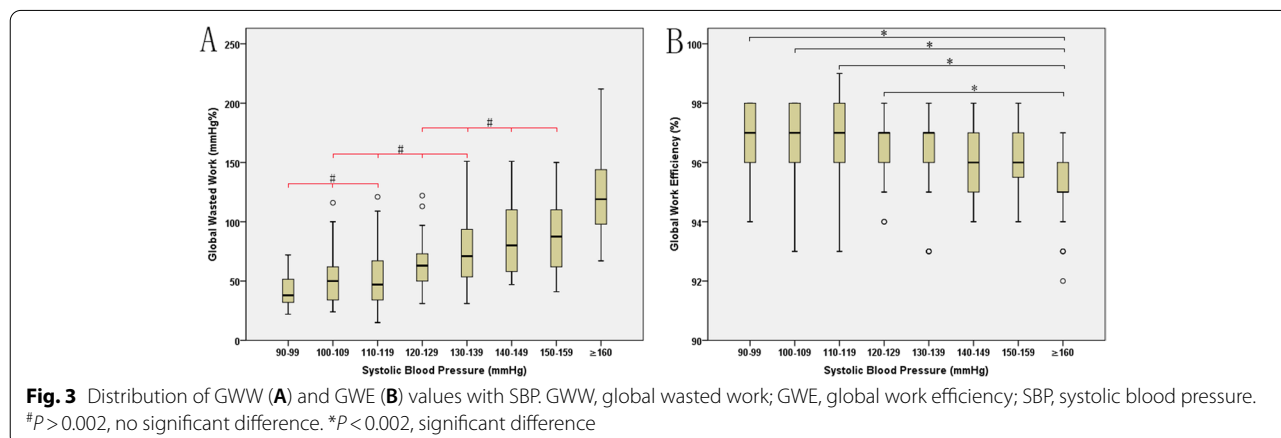 A
250
200
150
100
50
0
Global Wasted Work (mmHg%)
#
#
#
90-99 100-109 110-119 120-129 130-139 140-149 150-159 ≥160
Systolic Blood Pressure (mmHg)
B
100
98
96
94
92
90
Global Work Efficiency (%)
*
*
*
*
90-99 100-109 110-119 120-129 130-139 140-149 150-159 ≥160
Systolic Blood Pressure (mmHg)
Fig. 3 Distribution of GWW (A) and GWE (B) values with SBP. GWW, global wasted work; GWE, global work efficiency; SBP, systolic blood pressure.
#P > 0.002, no significant difference. *P < 0.002, significant difference